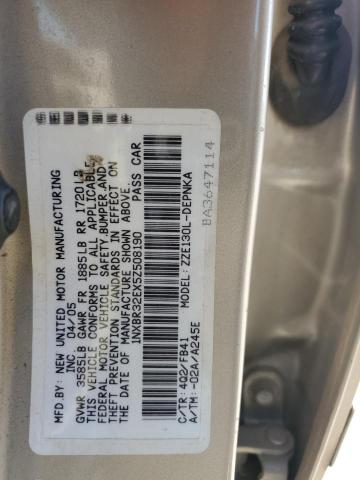 MFD.BY: NEW UNITED MOTOR MANUFACTURING
INC. 04/05
GVWR 3585LB GAWR FR 1885LB RR 1720LB
THIS VEHICLE CONFORMS TO ALL APPLICABLE
FEDERAL MOTOR VEHICLE SAFETY,BUMPER,AND
THEFT PREVENTION STANDARDS IN EFFECT ON
THE DATE OF MANUFACTURE SHOWN ABOVE.
1NXBR32EX5Z508190 PASS CAR
MODEL: ZZE130L-DEPNKA
C/TR: 4Q2/FB41
A/TM: -02A/A245E
BA3647114